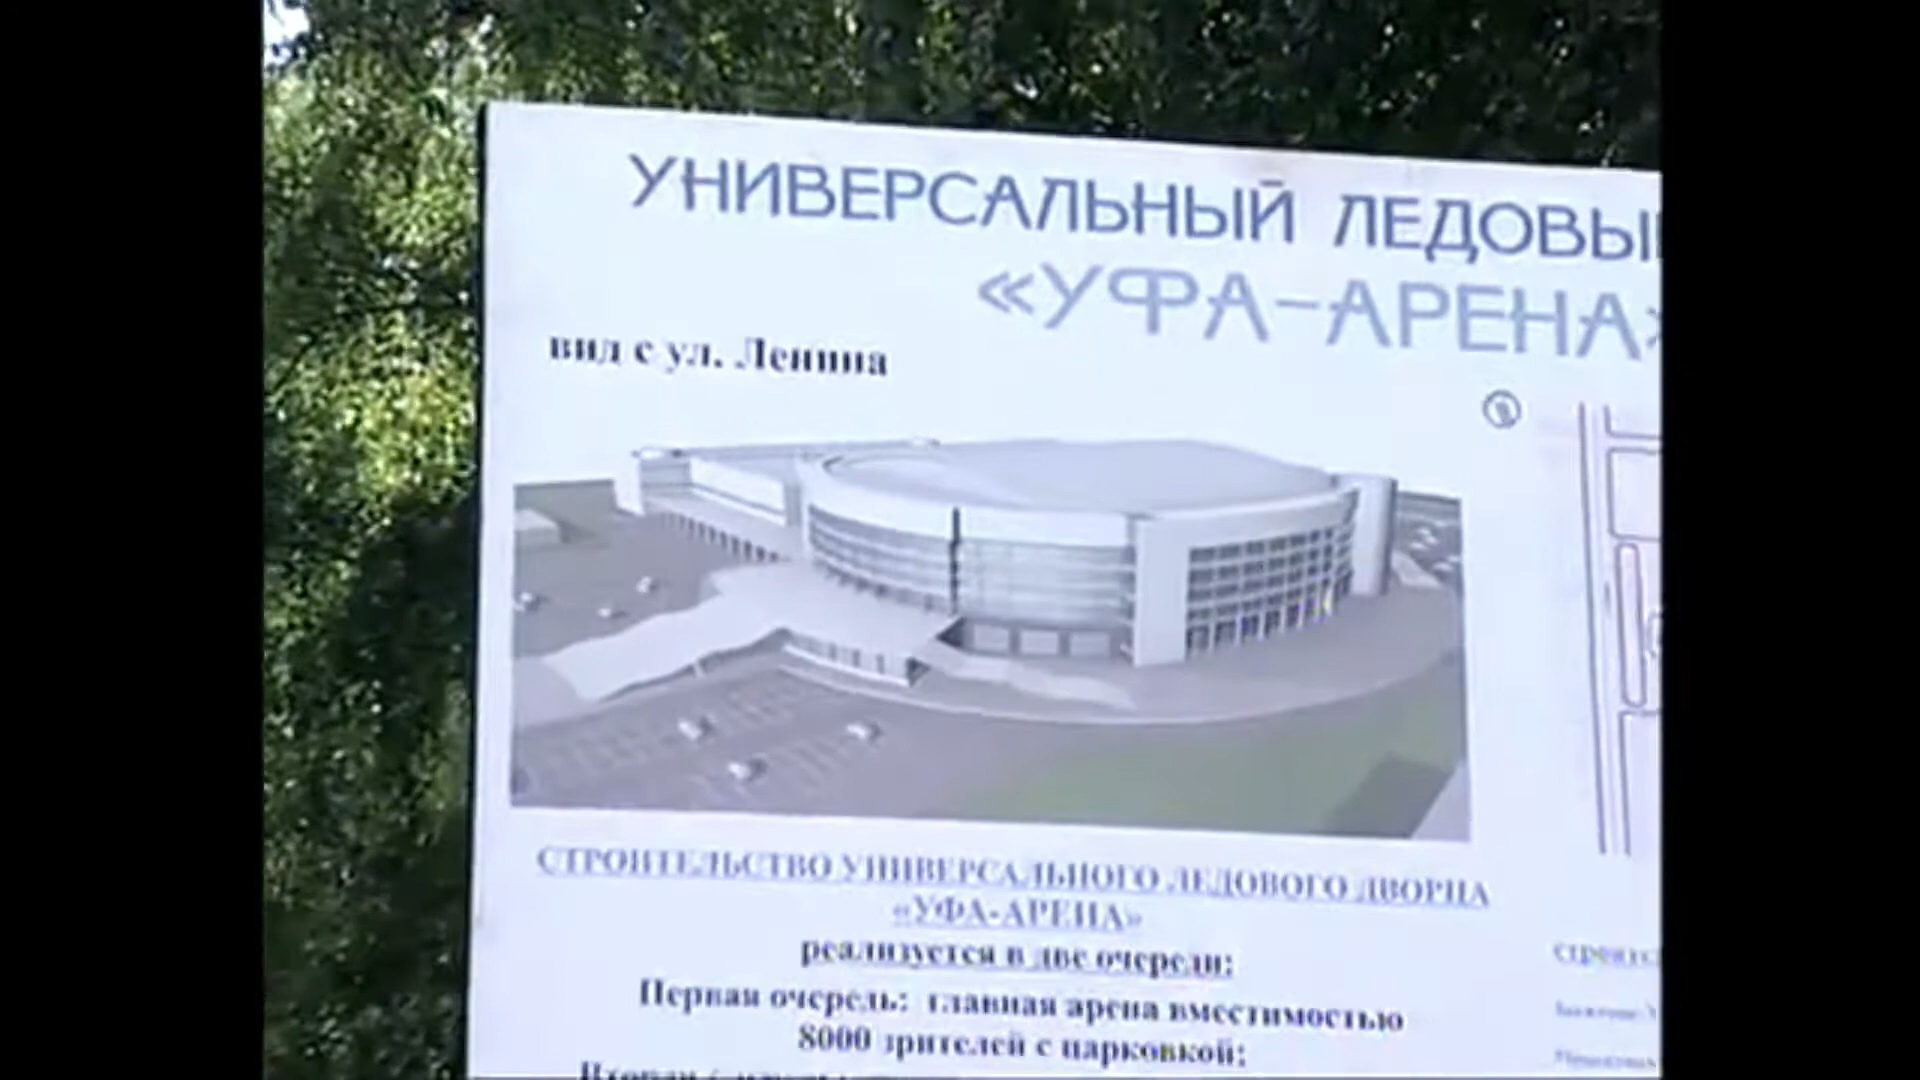 УНИВЕРСАЛЬНЫЙ ЛЕДОВЫ
«УФА-АРЕНА»
вид с ул. Ленина
СТРОИТЕЛЬСТВО УНИВЕРСАЛЬНОГО ЛЕДОВОГО ДВОРЦА
«УФА-АРЕНА»
реализуется в две очереди:
Первая очередь: главная арена вместимостью
8000 зрителей с парковкой;
Вторая